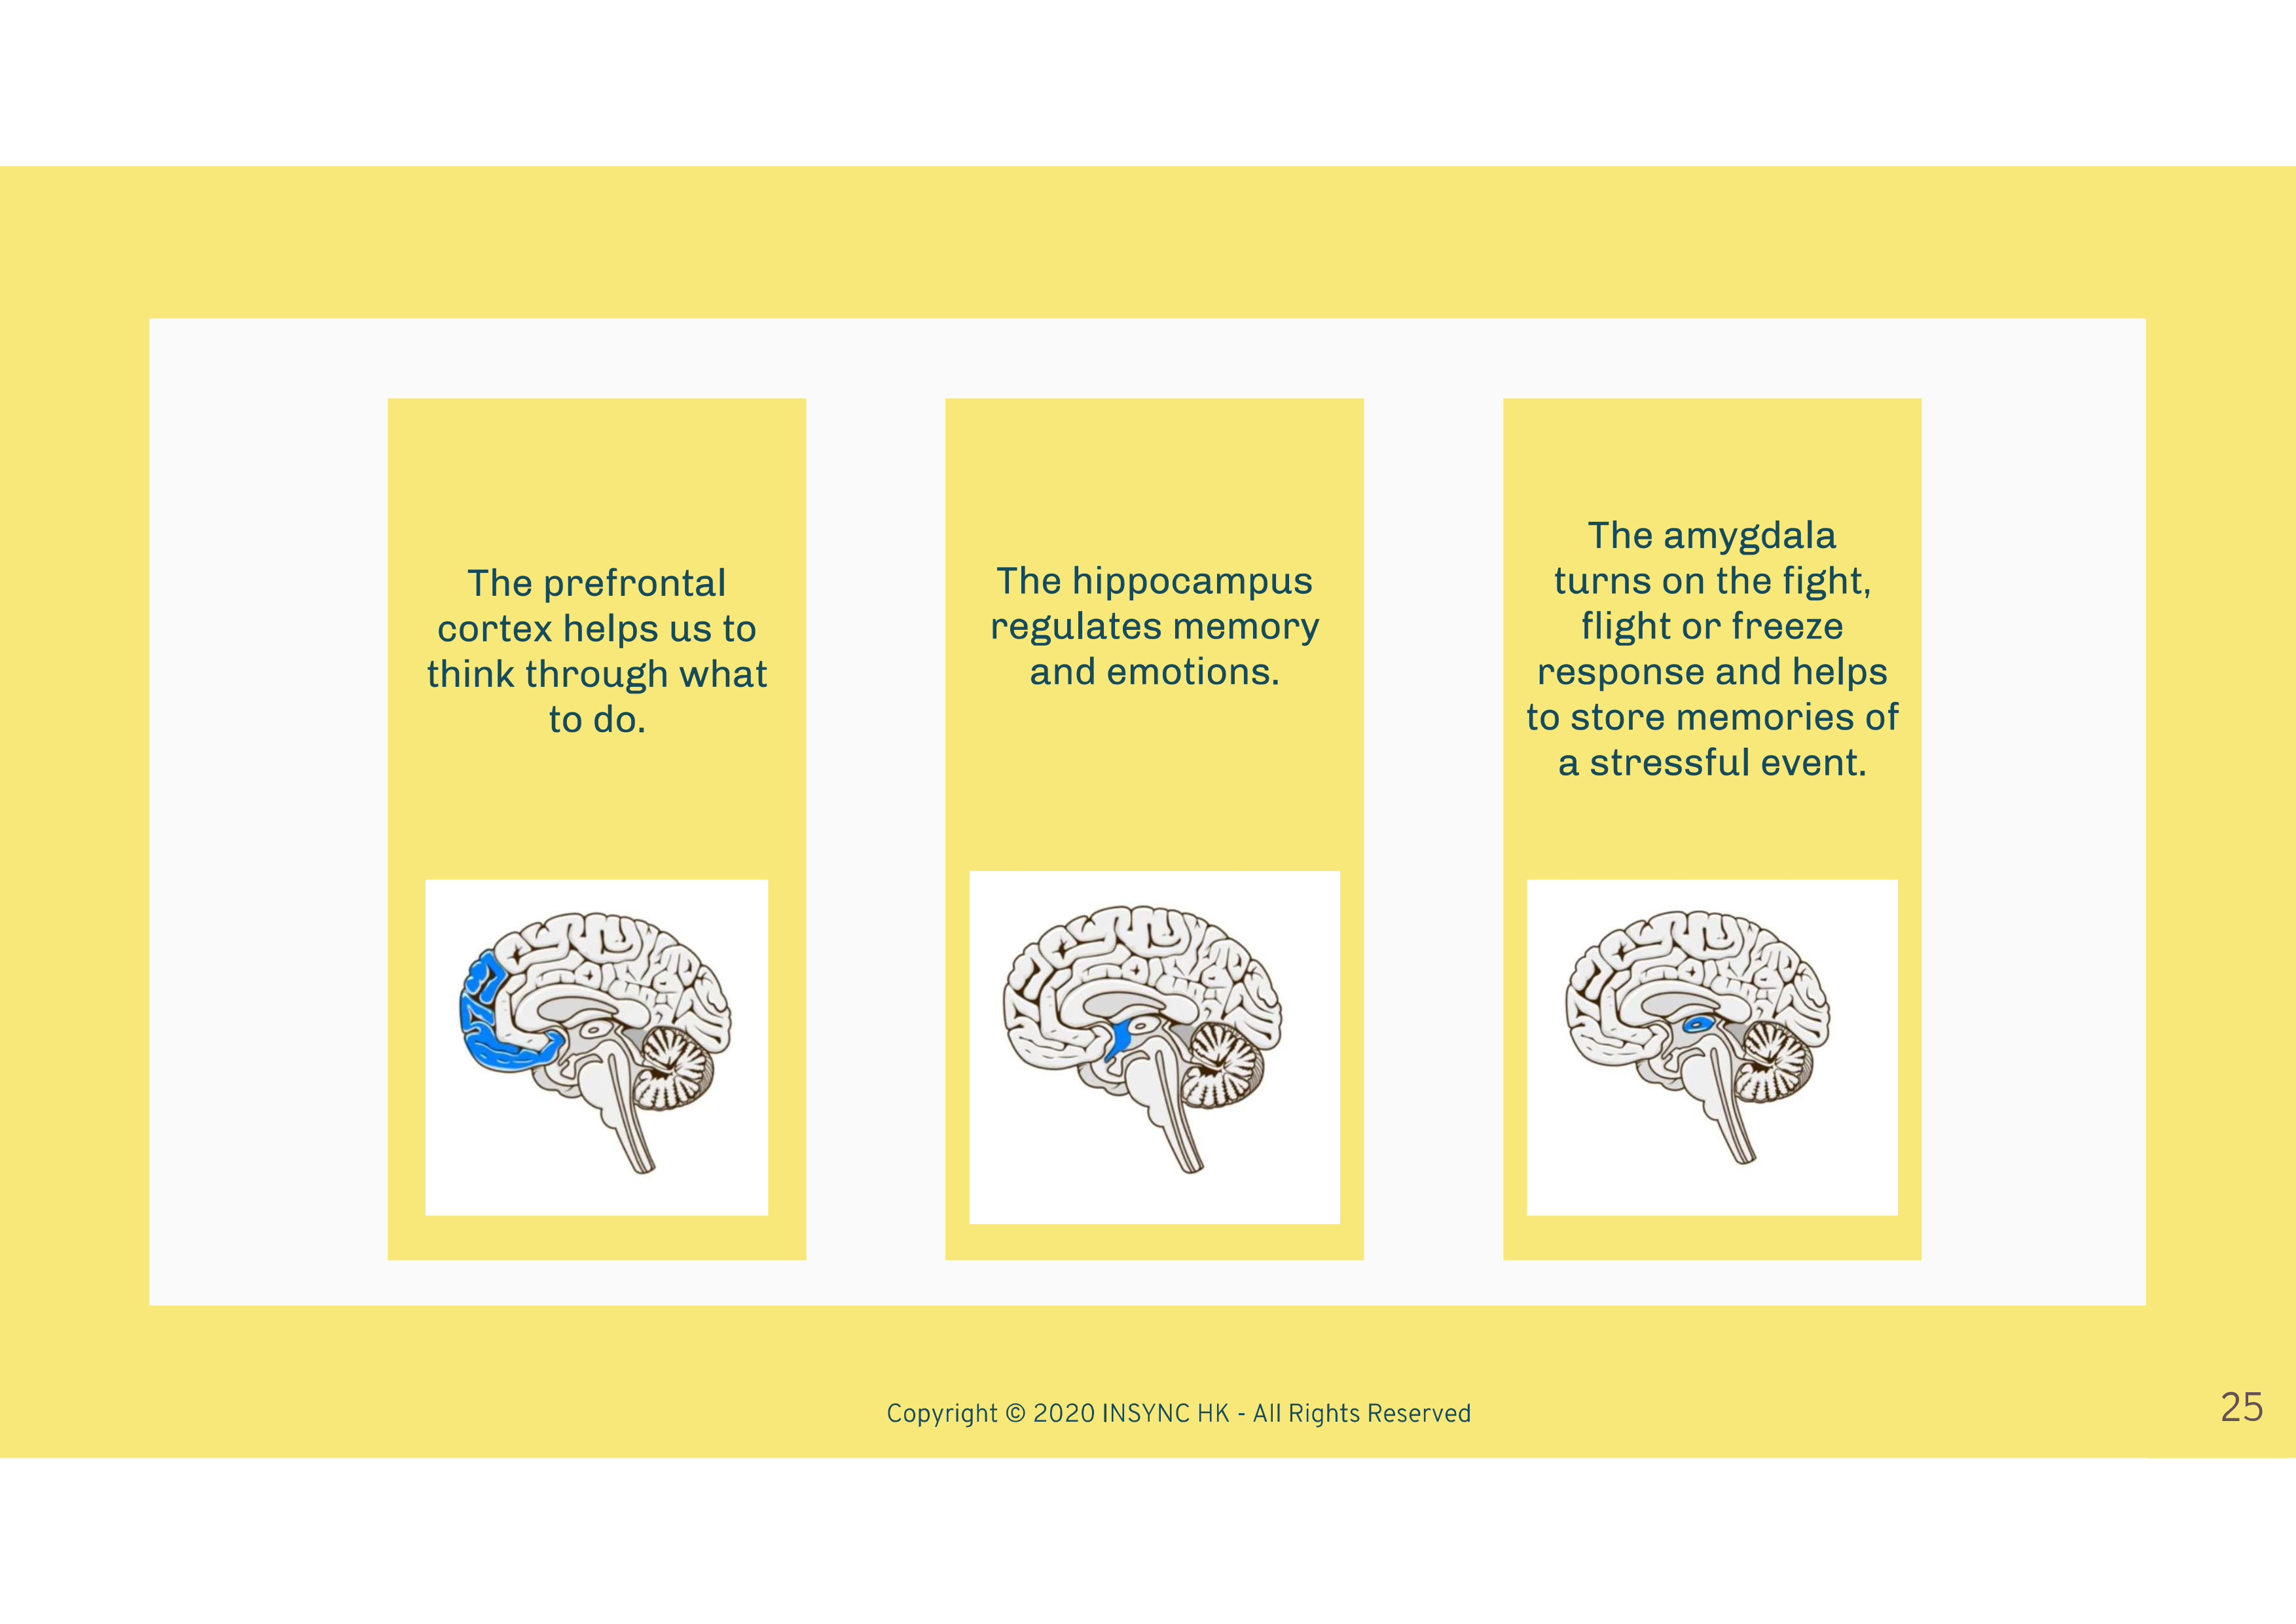 The prefrontal
cortex helps us to
think through what
to do.
The hippocampus
regulates memory
and emotions.
The amygdala
turns on the fight,
flight or freeze
response and helps
to store memories of
a stressful event.
Copyright © 2020 INSYNC HK - All Rights Reserved
25